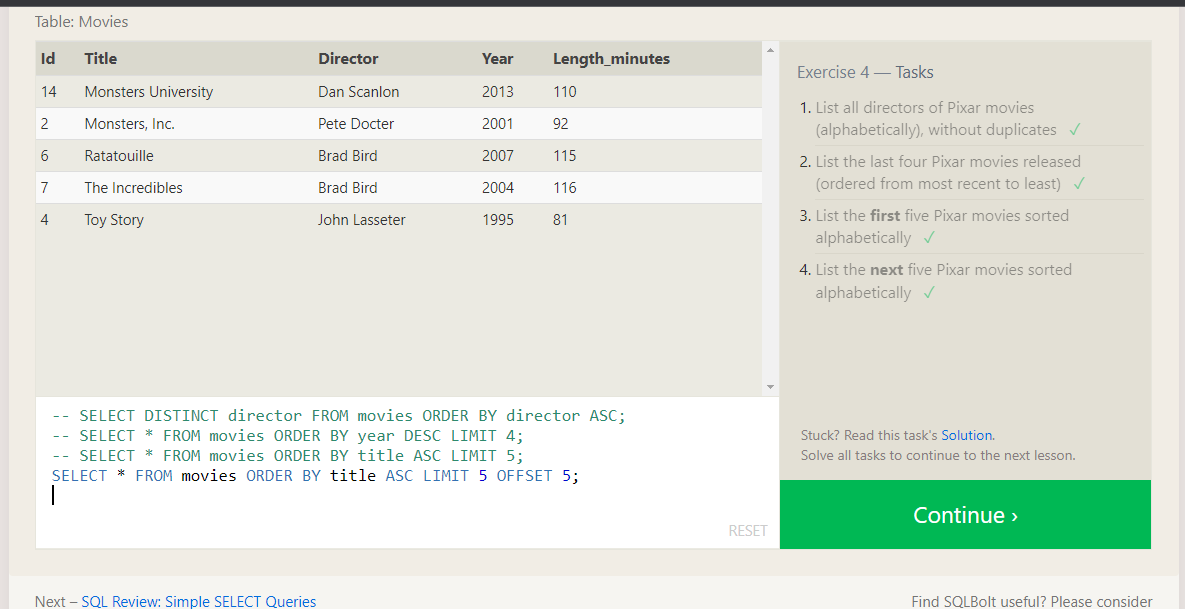 Table: Movies
Id Title Director Year Length_minutes
14 Monsters University Dan Scanlon 2013 110
2 Monsters, Inc. Pete Docter 2001 92
6 Ratatouille Brad Bird 2007 115
7 The Incredibles Brad Bird 2004 116
4 Toy Story John Lasseter 1995 81
-- SELECT DISTINCT director FROM movies ORDER BY director ASC;
-- SELECT * FROM movies ORDER BY year DESC LIMIT 4;
-- SELECT * FROM movies ORDER BY title ASC LIMIT 5;
SELECT * FROM movies ORDER BY title ASC LIMIT 5 OFFSET 5;
RESET
Exercise 4 — Tasks
1. List all directors of Pixar movies
(alphabetically), without duplicates ✓
2. List the last four Pixar movies released
(ordered from most recent to least) ✓
3. List the first five Pixar movies sorted
alphabetically ✓
4. List the next five Pixar movies sorted
alphabetically ✓
Stuck? Read this task's Solution.
Solve all tasks to continue to the next lesson.
Continue ›
Next – SQL Review: Simple SELECT Queries
Find SQLBolt useful? Please consider